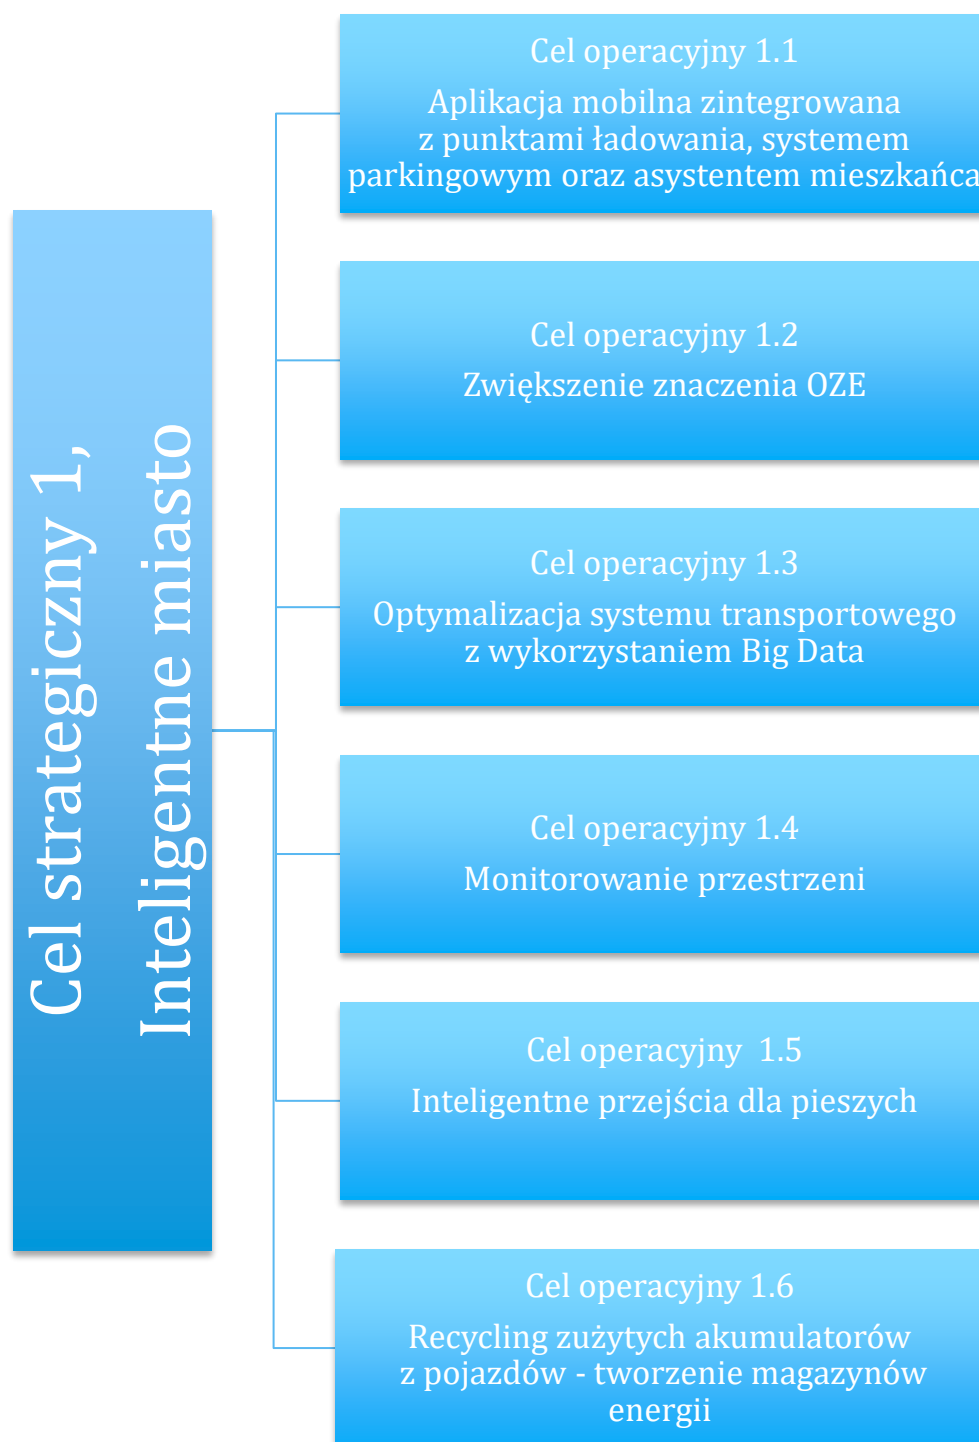 Cel strategiczny 1,
Inteligentne miasto
Cel operacyjny 1.1
Aplikacja mobilna zintegrowana
z punktami ładowania, systemem
parkingowym oraz asystentem mieszkańca
Cel operacyjny 1.2
Zwiększenie znaczenia OZE
Cel operacyjny 1.3
Optymalizacja systemu transportowego
z wykorzystaniem Big Data
Cel operacyjny 1.4
Monitorowanie przestrzeni
Cel operacyjny  1.5
Inteligentne przejścia dla pieszych
Cel operacyjny 1.6
Recykling zużytych akumulatorów
z pojazdów - tworzenie magazynów
energii